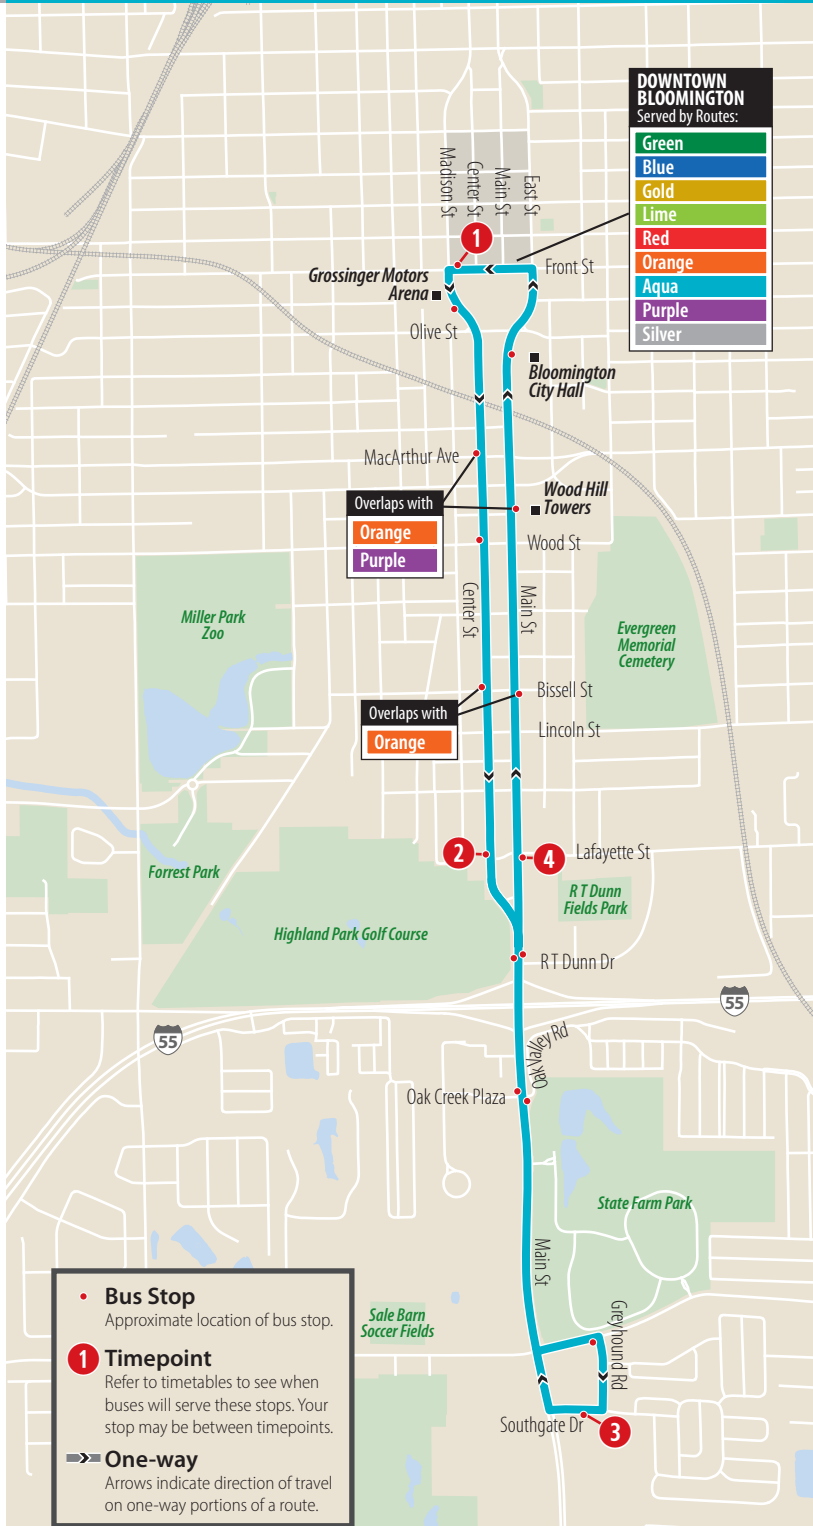 DOWNTOWN
BLOOMINGTON
Served by Routes:
Green
Blue
Gold
Lime
Red
Orange
Aqua
Purple
Silver
Madison St
Center St
Main St
East St
1
Front St
Grossinger Motors
Arena
Olive St
Bloomington
City Hall
MacArthur Ave
Overlaps with
Orange
Purple
Wood Hill
Towers
Wood St
Center St
Main St
Miller Park
Zoo
Evergreen
Memorial
Cemetery
Bissell St
Overlaps with
Orange
Lincoln St
2
4
Lafayette St
Forrest Park
R T Dunn
Fields Park
Highland Park Golf Course
R T Dunn Dr
55
55
Oak Valley Rd
Oak Creek Plaza
State Farm Park
Main St
Sale Barn
Soccer Fields
Greyhound Rd
Southgate Dr
3
Bus Stop
Approximate location of bus stop.
1 Timepoint
Refer to timetables to see when
buses will serve these stops. Your
stop may be between timepoints.
One-way
Arrows indicate direction of travel
on one-way portions of a route.